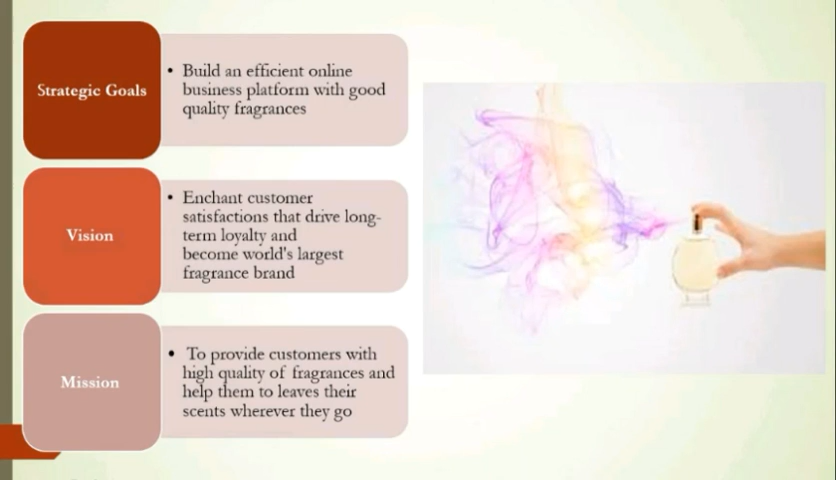 Strategic Goals
• Build an efficient online
business platform with good
quality fragrances
Vision
• Enchant customer
satisfactions that drive long-
term loyalty and
become world's largest
fragrance brand
Mission
• To provide customers with
high quality of fragrances and
help them to leaves their
scents wherever they go